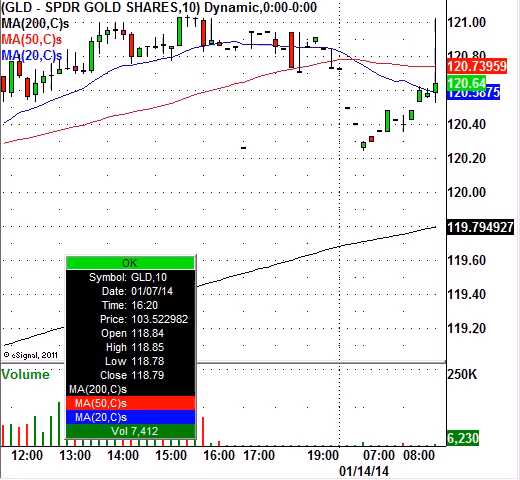 (GLD - SPDR GOLD SHARES,10) Dynamic,0:00-0:00
MA(200,C)s
MA(50,C)s
MA(20,C)s
121.00
120.80
120.73959
120.64
120.5875
120.40
120.20
120.00
119.794927
119.60
119.40
119.20
OK
Symbol: GLD,10
Date: 01/07/14
Time: 16:20
Price: 103.522982
Open 118.84
High 118.85
Low 118.78
Close 118.79
MA(200,C)s
MA(50,C)s
MA(20,C)s
Vol 7,412
© eSignal, 2011
Volume
250K
6,230
12:00 13:00 14:00 15:00 16:00 17:00 19:00 07:00 08:00
01/14/14